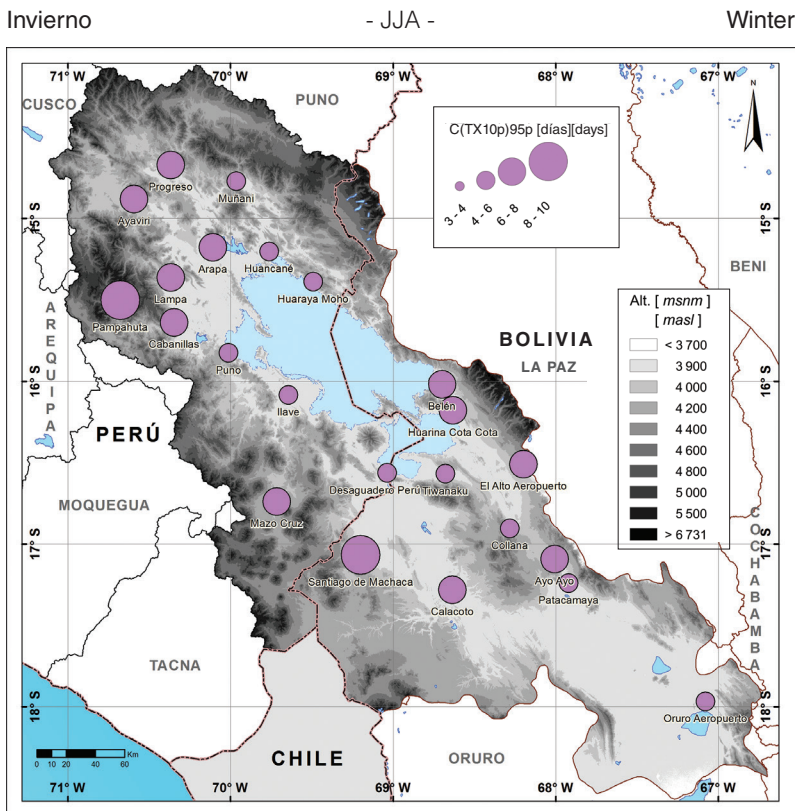 Invierno - JJA - Winter
71° W 70° W 69° W 68° W 67° W
CUSCO
PUNO
N
C(TX10p)95p [días][days]
3 - 4 4 - 6 6 - 8 8 - 10
Progreso
Muñani
Ayaviri
15°S 15°S
Arapa
Huancané
BENI
Lampa
Huaraya Moho
Alt. [ msnm ]
[ masl ]
Pampahuta
AREQUIPA
Cabanillas
BOLIVIA
< 3 700
LA PAZ
Puno
3 900
16°S 16°S
4 000
Belén
4 200
Ilave
Huarina Cota Cota
4 400
PERÚ
4 600
4 800
Desaguadero Perú
Tiwanaku
El Alto Aeropuerto
5 000
MOQUEGUA
5 500
Mazo Cruz
> 6 731
Collana
17°S 17°S
COCHABAMBA
Santiago de Machaca
Ayo Ayo
Patacamaya
Calacoto
TACNA
18°S 18°S
Oruro Aeropuerto
0 10 20 40 60 Km
CHILE
ORURO
71° W 70° W 69° W 68° W 67° W